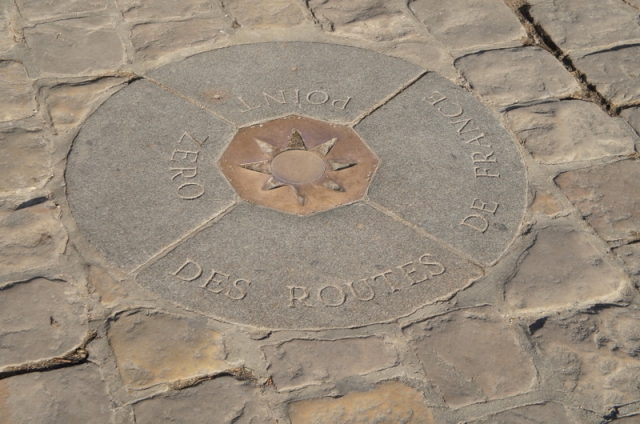 POINT
ZERO
DES ROUTES
DE FRANCE